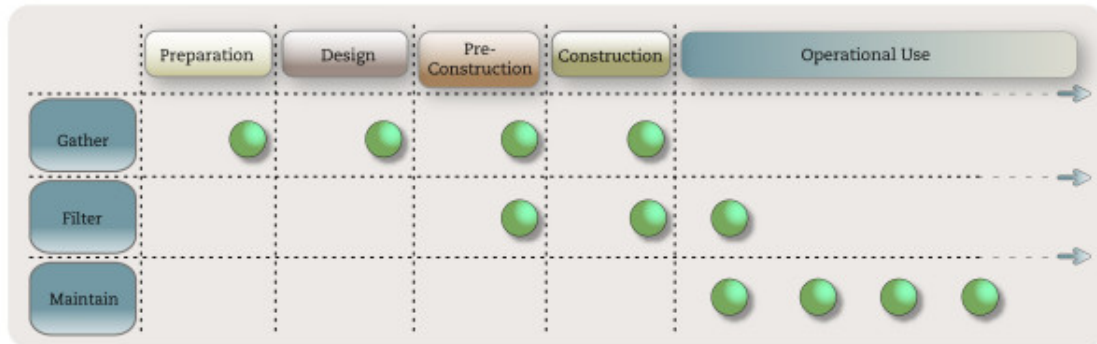 Preparation
Design
Pre-
Construction
Construction
Operational Use
Gather
Filter
Maintain